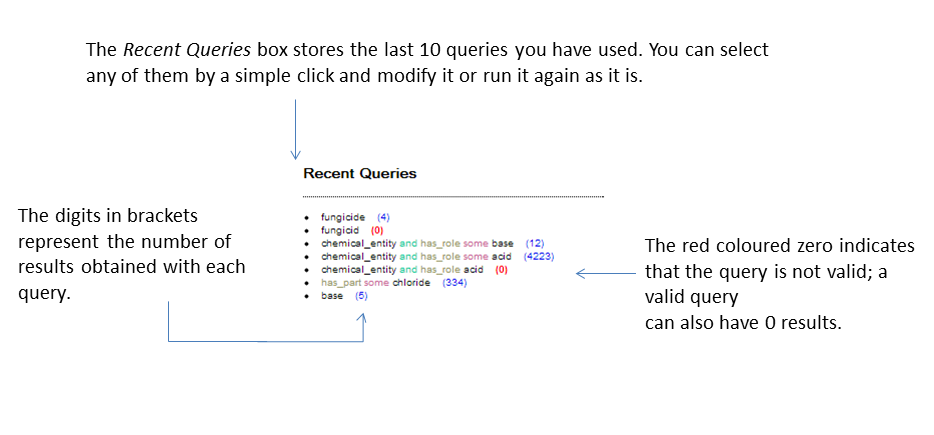 The Recent Queries box stores the last 10 queries you have used. You can select
any of them by a simple click and modify it or run it again as it is.
Recent Queries
The digits in brackets
represent the number of
results obtained with each
query.
• fungicide (4)
• fungicid (0)
• chemical_entity and has_role some base (12)
• chemical_entity and has_role some acid (4223)
• chemical_entity and has_role acid (0)
• has_part some chloride (334)
• base (5)
The red coloured zero indicates
that the query is not valid; a
valid query
can also have 0 results.